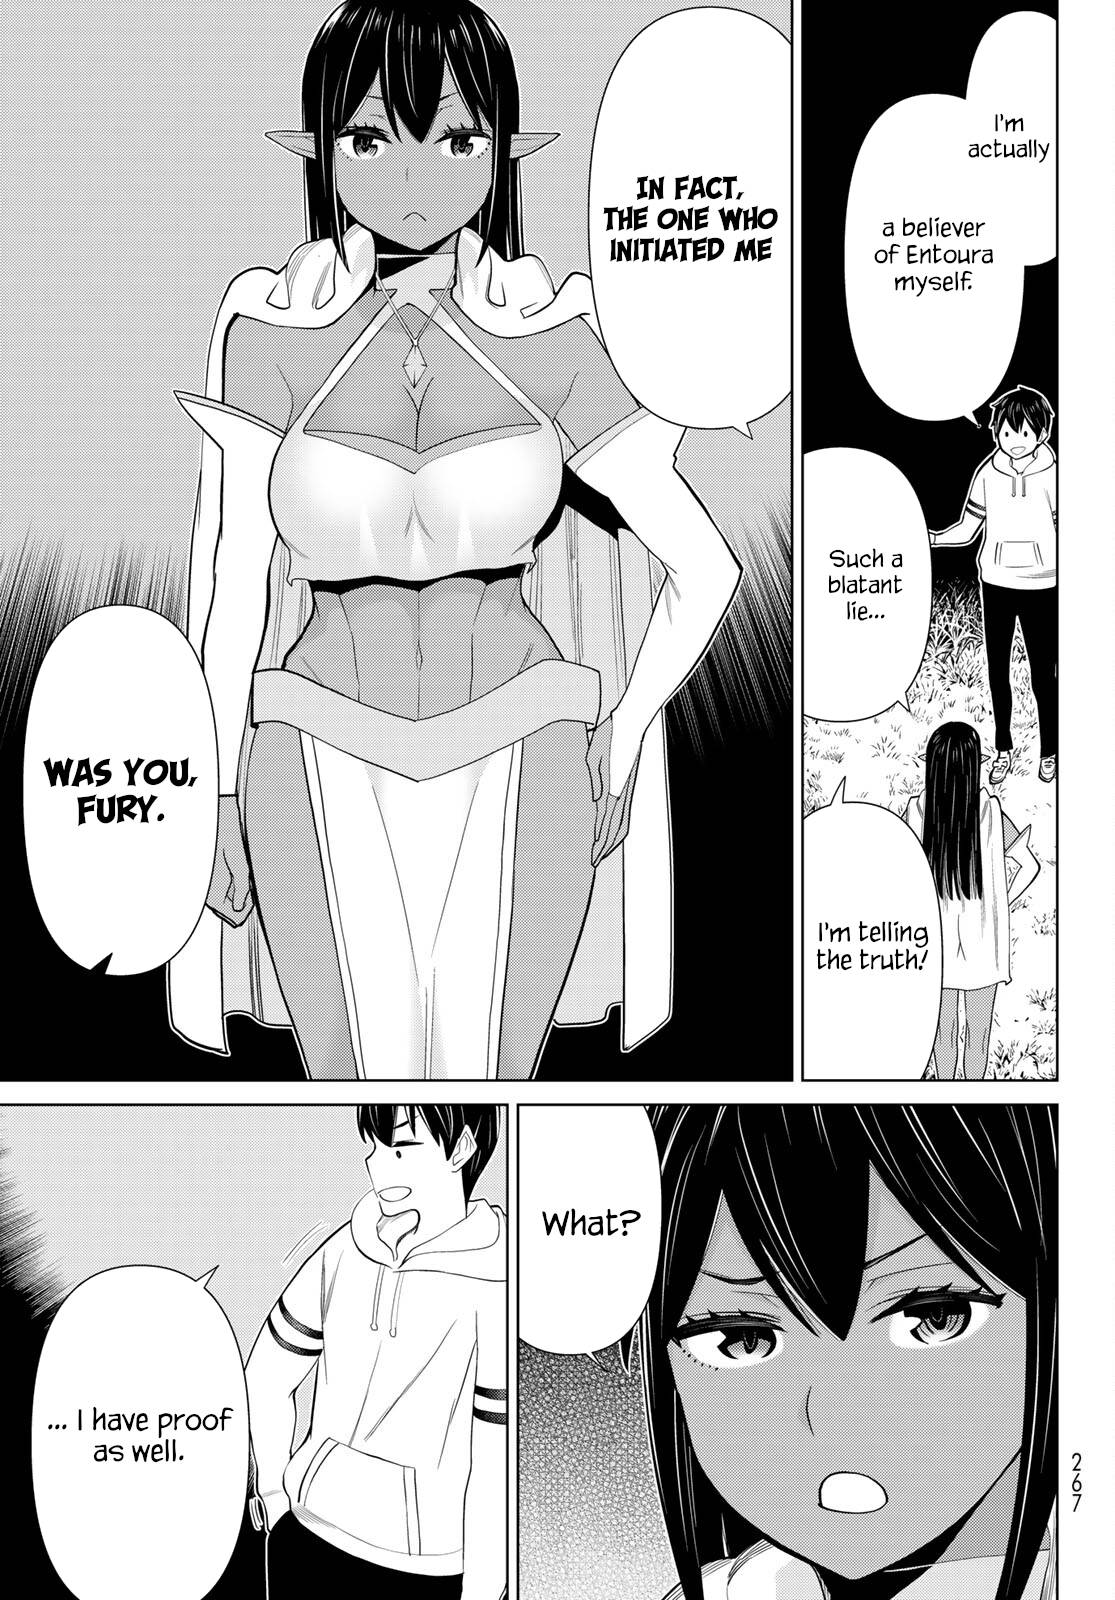 I'm
actually
a believer
of Entoura
myself.
Such a
blatant
lie...
I'm telling
the truth!
IN FACT,
THE ONE WHO
INITIATED ME
WAS YOU,
FURY.
What?
... I have proof
as well.
267